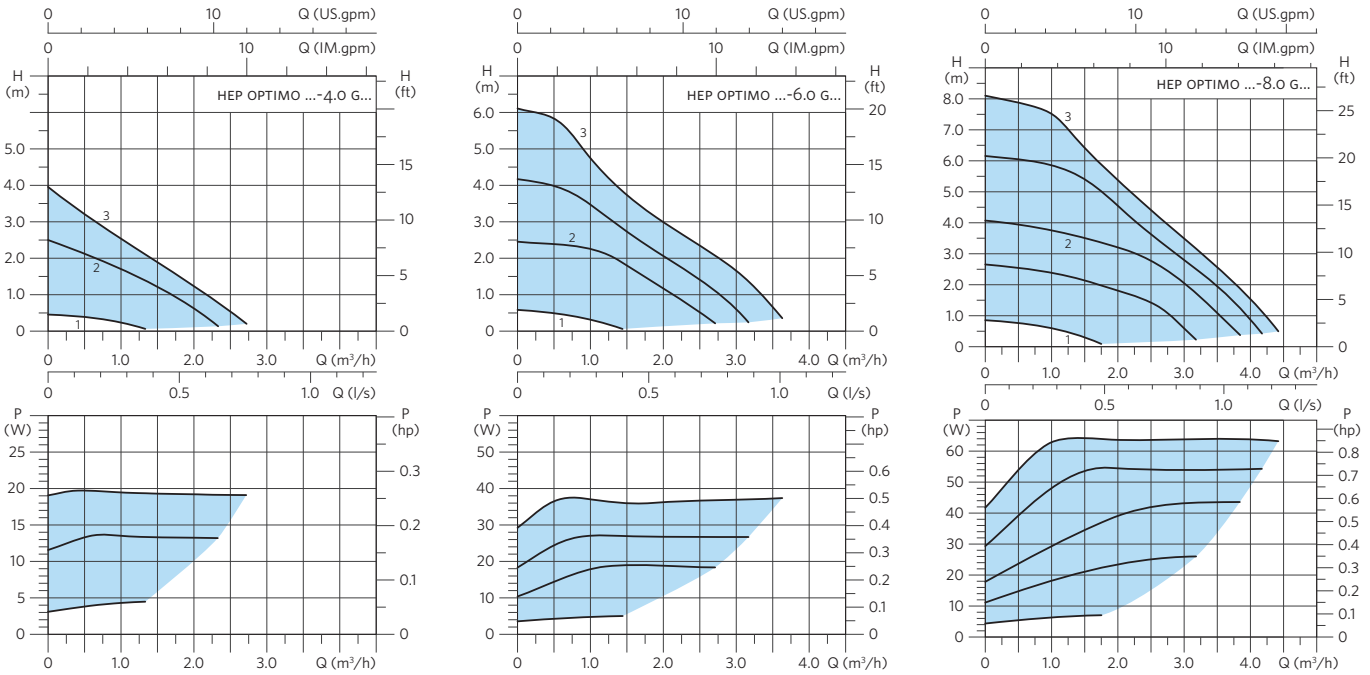 0 10 Q (US.gpm)
0 10 Q (IM.gpm)
H (m) H (ft)
HEP OPTIMO ...-4.0 G...
5.0 15
4.0
3.0 10
2.0
1.0 5
0 0
3
2
1
0 1.0 2.0 3.0 Q (m³/h)
0 0.5 1.0 Q (l/s)
P (W) P (hp)
25
20 0.3
15 0.2
10
5 0.1
0 0
0 1.0 2.0 3.0 Q (m³/h)
0 10 Q (US.gpm)
0 10 Q (IM.gpm)
H (m) H (ft)
HEP OPTIMO ...-6.0 G...
6.0 20
5.0
4.0 15
3.0 10
2.0
1.0 5
0 0
3
2
1
0 1.0 2.0 3.0 4.0 Q (m³/h)
0 0.5 1.0 Q (l/s)
P (W) P (hp)
50
0.6
40 0.5
30 0.4
20 0.3
0.2
10 0.1
0 0
0 1.0 2.0 3.0 4.0 Q (m³/h)
0 10 Q (US.gpm)
0 10 Q (IM.gpm)
H (m) H (ft)
HEP OPTIMO ...-8.0 G...
8.0 25
7.0
6.0 20
5.0
4.0 15
3.0 10
2.0
1.0 5
0 0
3
2
1
0 1.0 2.0 3.0 4.0 Q (m³/h)
0 0.5 1.0 Q (l/s)
P (W) P (hp)
60 0.8
50 0.7
0.6
40 0.5
30 0.4
20 0.3
0.2
10 0.1
0 0
0 1.0 2.0 3.0 4.0 Q (m³/h)